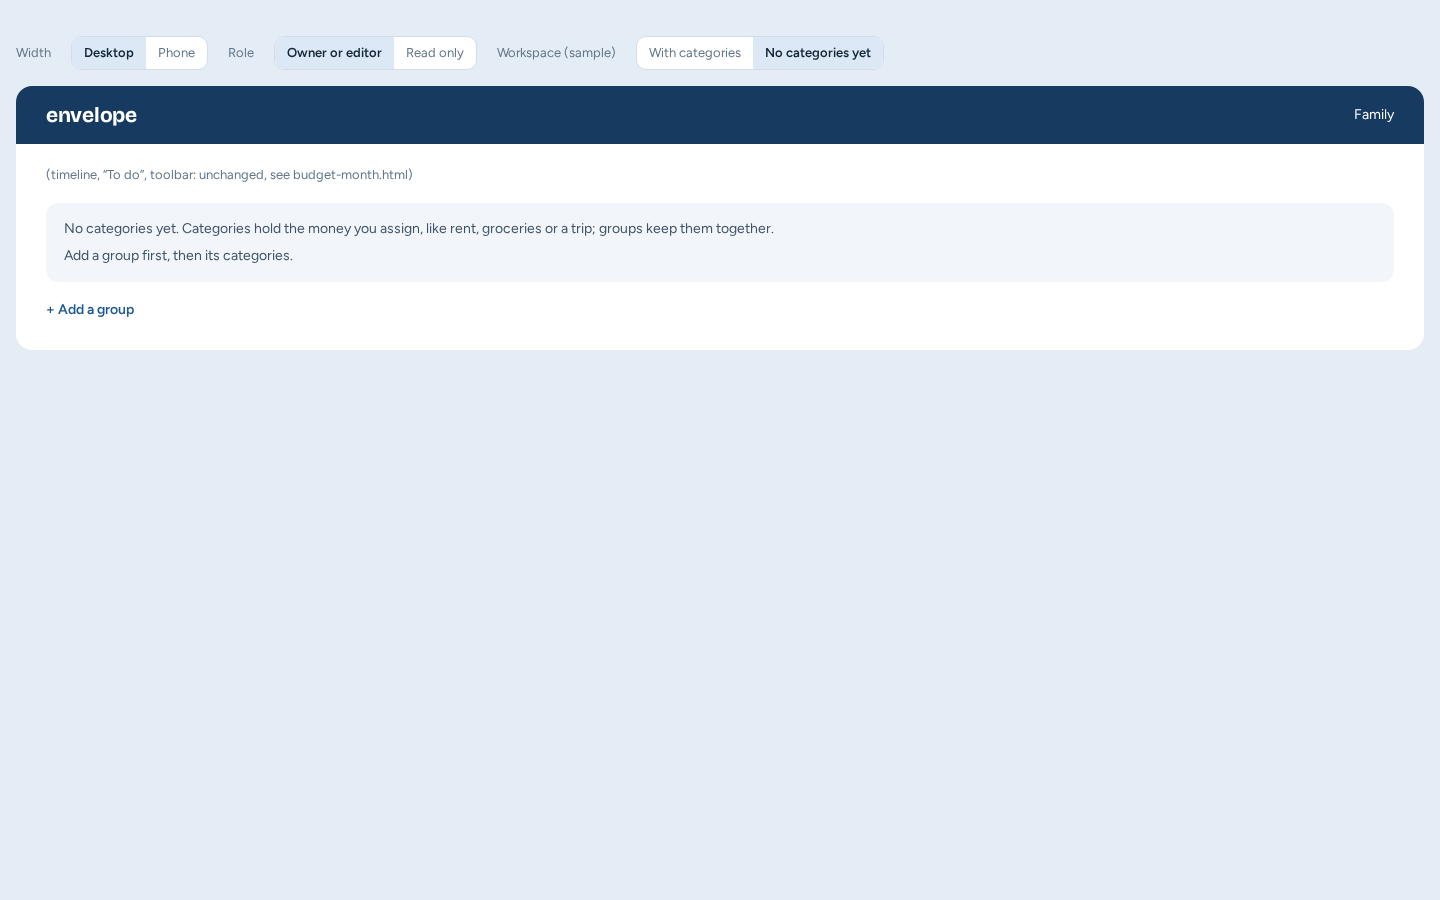 Width Desktop Phone Role Owner or editor Read only Workspace (sample) With categories No categories yet
envelope Family
(timeline, “To do”, toolbar: unchanged, see budget-month.html)
No categories yet. Categories hold the money you assign, like rent, groceries or a trip; groups keep them together.
Add a group first, then its categories.
+ Add a group